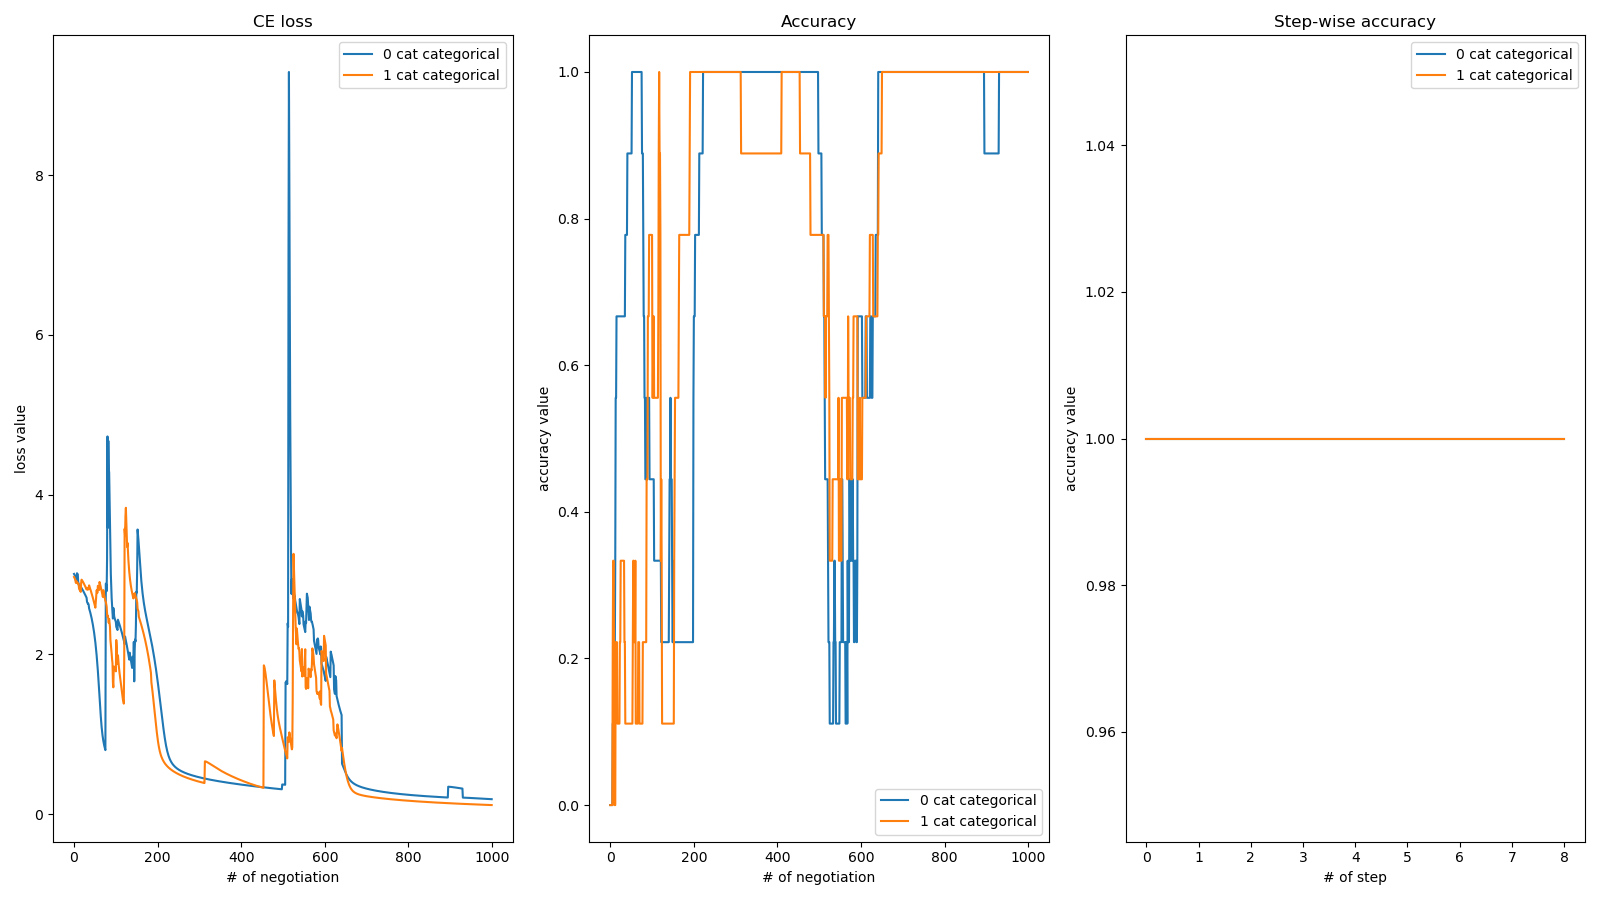 CE loss
0 cat categorical
1 cat categorical
loss value
8
6
4
2
0
0 200 400 600 800 1000
# of negotiation
Accuracy
accuracy value
1.0
0.8
0.6
0.4
0.2
0.0
0 cat categorical
1 cat categorical
0 200 400 600 800 1000
# of negotiation
Step-wise accuracy
0 cat categorical
1 cat categorical
accuracy value
1.04
1.02
1.00
0.98
0.96
0 1 2 3 4 5 6 7 8
# of step